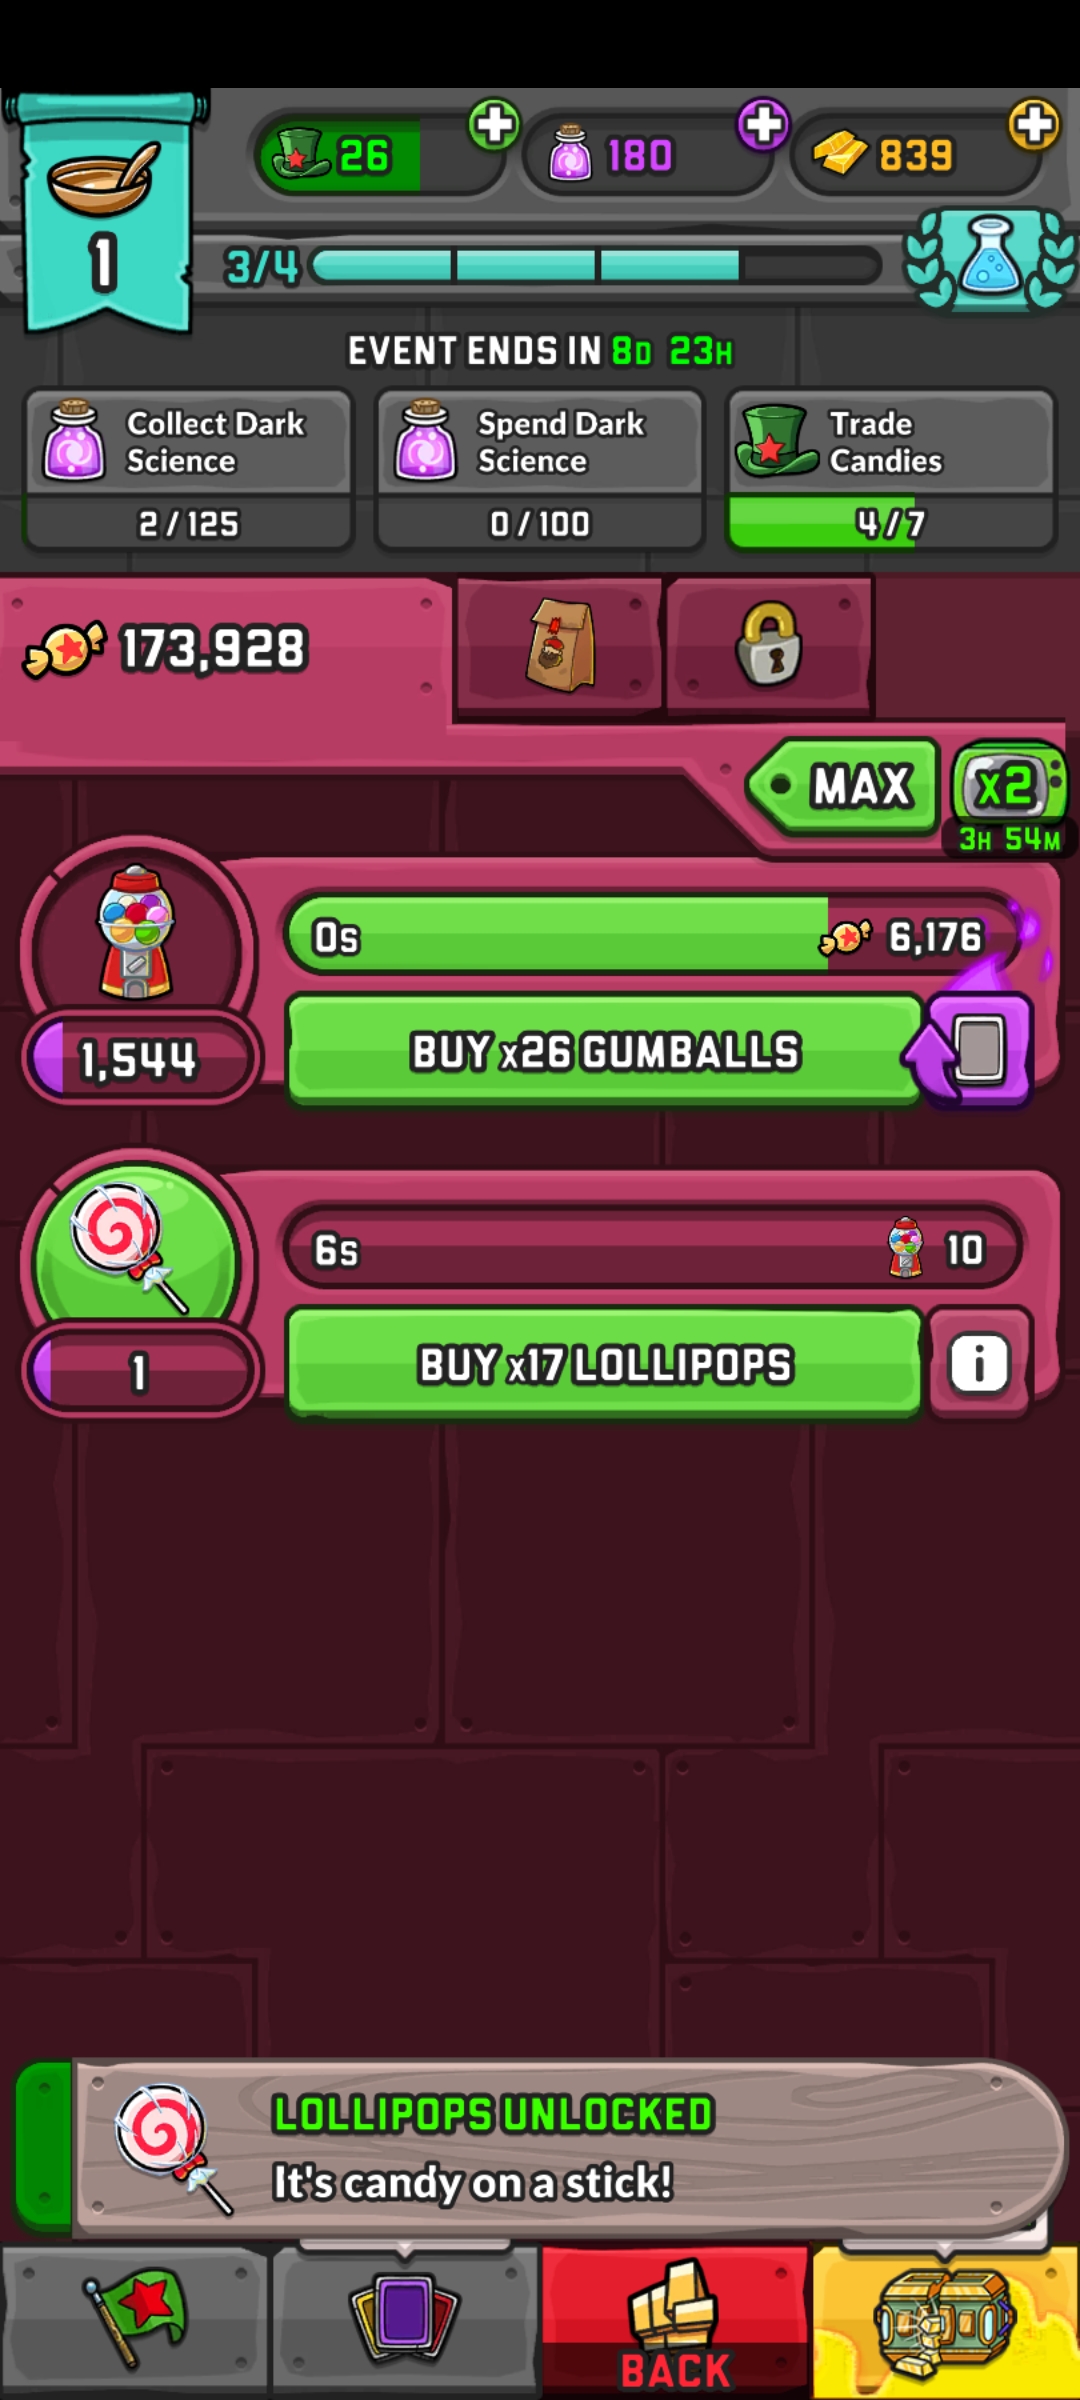 26
180
839
1
3/4
EVENT ENDS IN 8D 23H
Collect Dark
Science
2/125
Spend Dark
Science
0/100
Trade
Candies
4/7
173,928
MAX
x2
3H 54M
0s
6,176
1,544
BUY x26 GUMBALLS
6s
10
1
BUY x17 LOLLIPOPS
i
LOLLIPOPS UNLOCKED
It's candy on a stick!
BACK